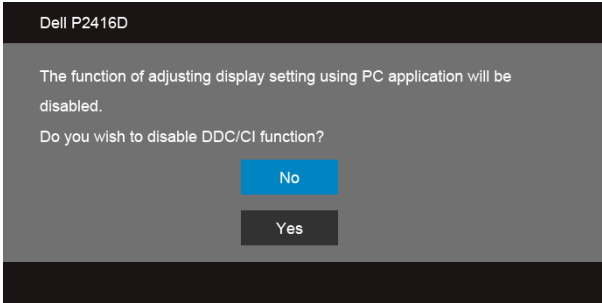 Dell P2416D
The function of adjusting display setting using PC application will be
disabled.
Do you wish to disable DDC/CI function?
No
Yes